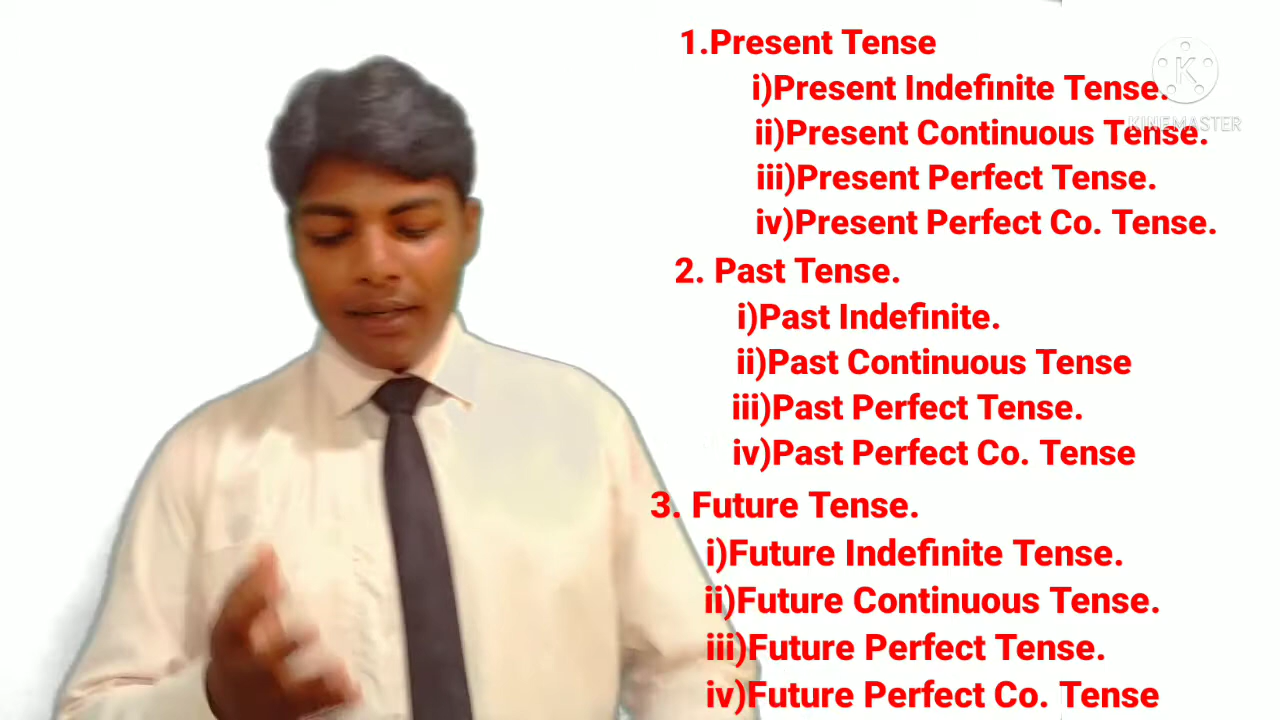 1.Present Tense
i)Present Indefinite Tense.
ii)Present Continuous Tense.
iii)Present Perfect Tense.
iv)Present Perfect Co. Tense.
2. Past Tense.
i)Past Indefinite.
ii)Past Continuous Tense
iii)Past Perfect Tense.
iv)Past Perfect Co. Tense
3. Future Tense.
i)Future Indefinite Tense.
ii)Future Continuous Tense.
iii)Future Perfect Tense.
iv)Future Perfect Co. Tense
K
KINEMASTER